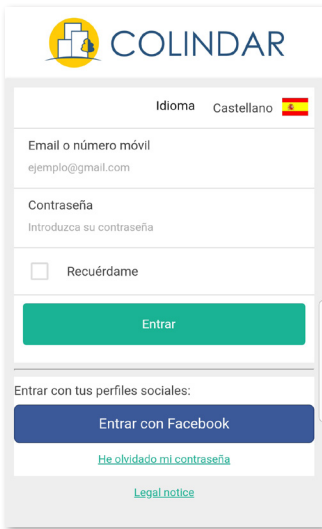 COLINDAR
Idioma Castellano
Email o número móvil
ejemplo@gmail.com
Contraseña
Introduzca su contraseña
Recuérdame
Entrar
Entrar con tus perfiles sociales:
Entrar con Facebook
He olvidado mi contraseña
Legal notice